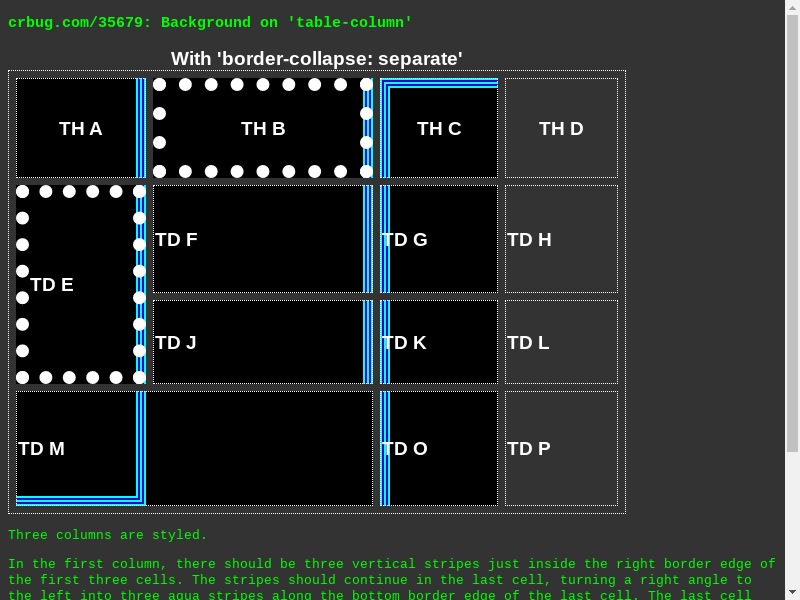 crbug.com/35679: Background on 'table-column'
With 'border-collapse: separate'
TH A TH B TH C TH D
TD E TD F TD G TD H
TD J TD K TD L
TD M TD O TD P
Three columns are styled.
In the first column, there should be three vertical stripes just inside the right border edge of
the first three cells. The stripes should continue in the last cell, turning a right angle to
the left into three aqua stripes along the bottom border edge of the last cell. The last cell